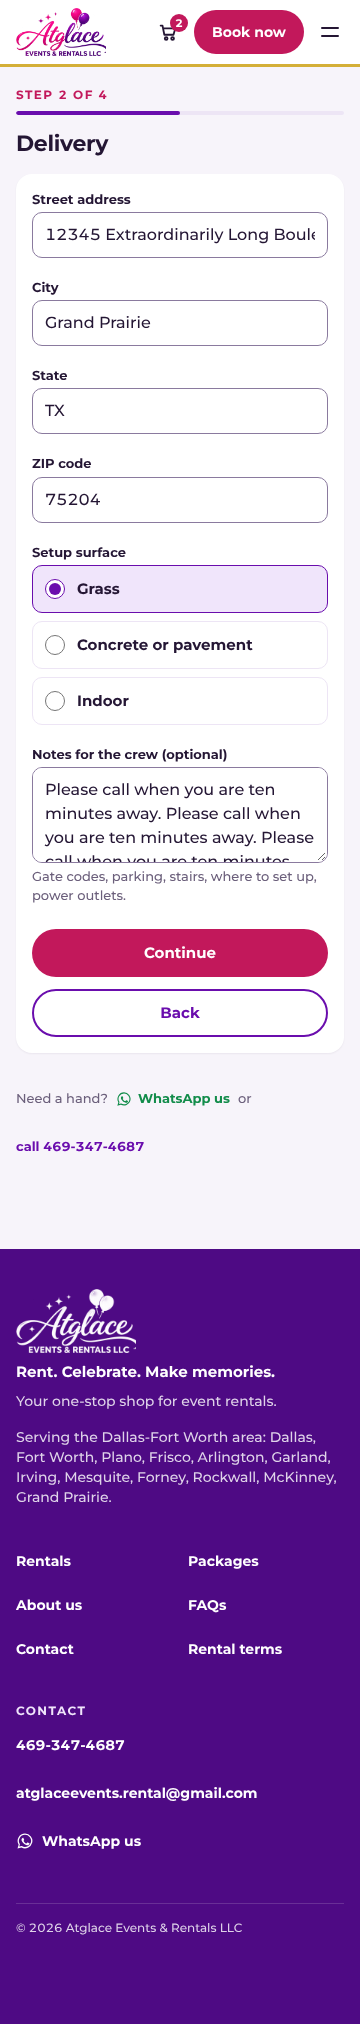 Atglace
EVENTS & RENTALS LLC
2
Book now
STEP 2 OF 4
Delivery
Street address
12345 Extraordinarily Long Boule
City
Grand Prairie
State
TX
ZIP code
75204
Setup surface
Grass
Concrete or pavement
Indoor
Notes for the crew (optional)
Please call when you are ten
minutes away. Please call when
you are ten minutes away. Please
call when you are ten minutes
Gate codes, parking, stairs, where to set up,
power outlets.
Continue
Back
Need a hand? WhatsApp us or
call 469-347-4687
Atglace
EVENTS & RENTALS LLC
Rent. Celebrate. Make memories.
Your one-stop shop for event rentals.
Serving the Dallas-Fort Worth area: Dallas,
Fort Worth, Plano, Frisco, Arlington, Garland,
Irving, Mesquite, Forney, Rockwall, McKinney,
Grand Prairie.
Rentals Packages
About us FAQs
Contact Rental terms
CONTACT
469-347-4687
atglaceevents.rental@gmail.com
WhatsApp us
© 2026 Atglace Events & Rentals LLC